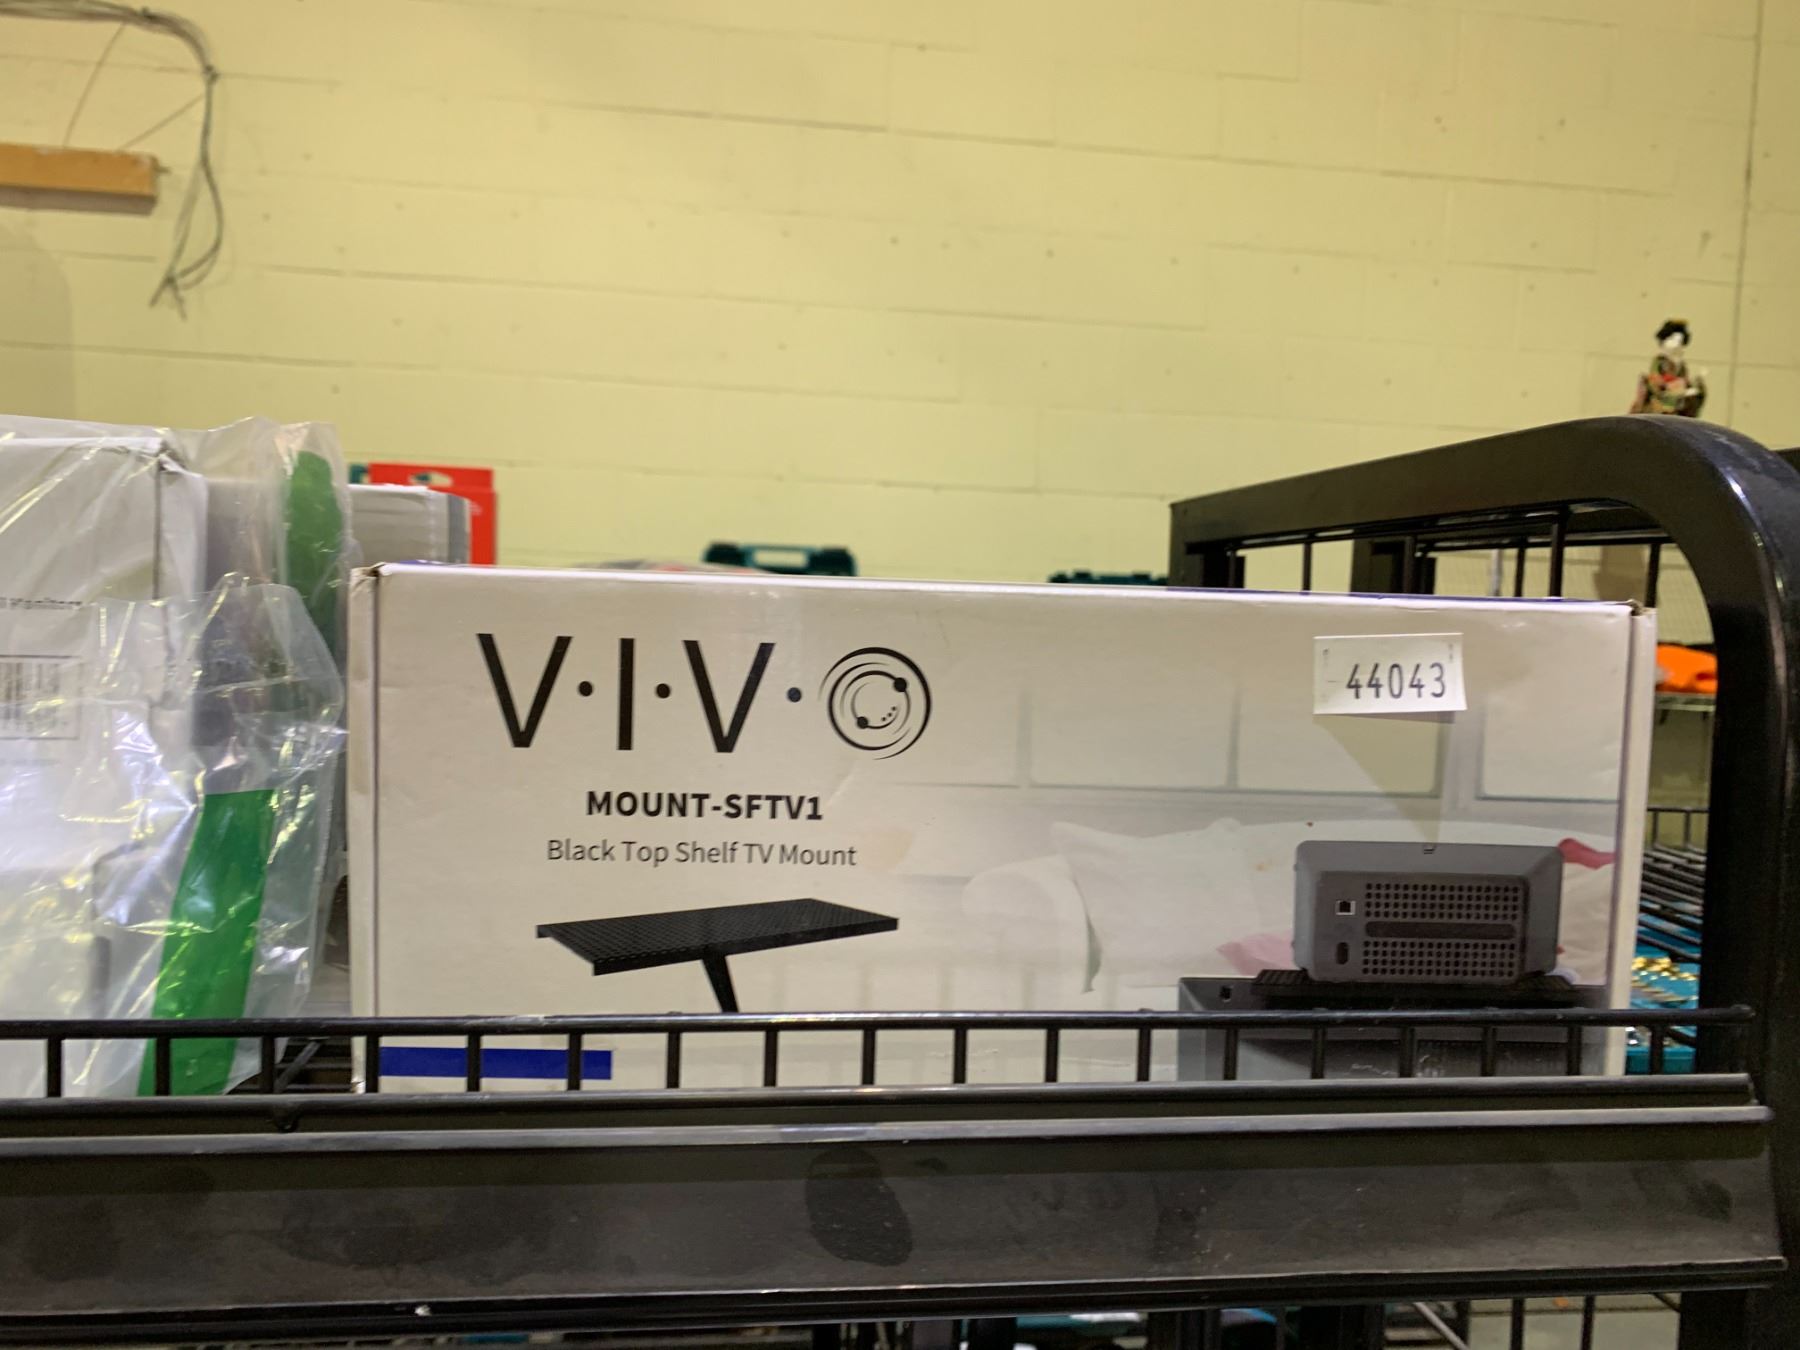 V·I·V·O
44043
MOUNT-SFTV1
Black Top Shelf TV Mount